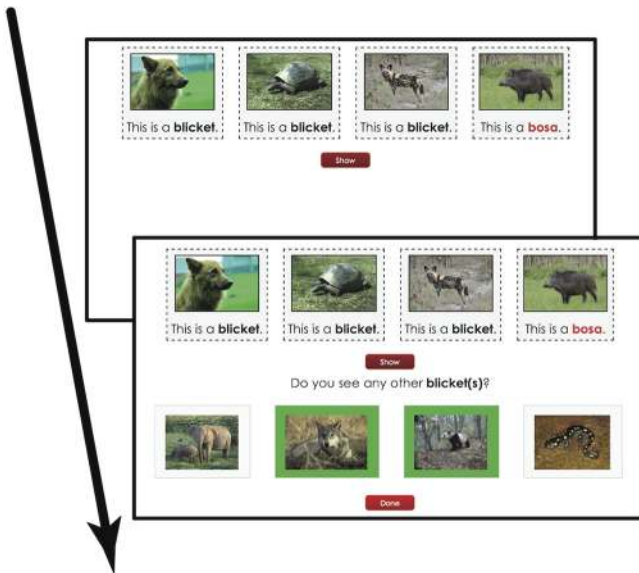 This is a blicket. This is a blicket. This is a blicket. This is a bosa.
Show
This is a blicket. This is a blicket. This is a blicket. This is a bosa.
Show
Do you see any other blicket(s)?
Done